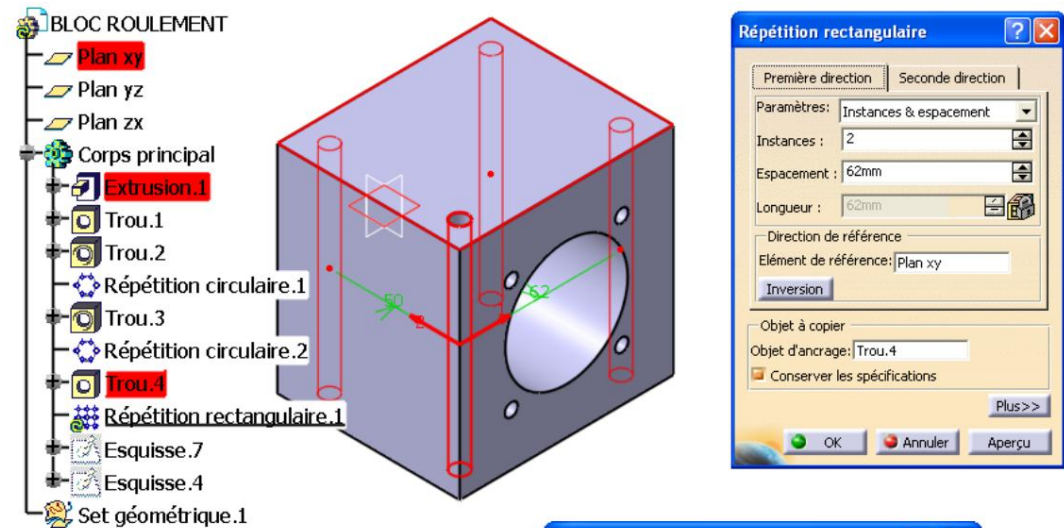 BLOC ROULEMENT
Plan xy
Plan yz
Plan zx
Corps principal
Extrusion.1
Trou.1
Trou.2
Répétition circulaire.1
Trou.3
Répétition circulaire.2
Trou.4
Répétition rectangulaire.1
Esquisse.7
Esquisse.4
Set géométrique.1
50
62
Répétition rectangulaire
Première direction
Seconde direction
Paramètres: Instances & espacement
Instances : 2
Espacement : 62mm
Longueur : 62mm
Direction de référence
Elément de référence: Plan xy
Inversion
Objet à copier
Objet d'ancrage: Trou.4
Conserver les spécifications
Plus>>
OK Annuler Aperçu